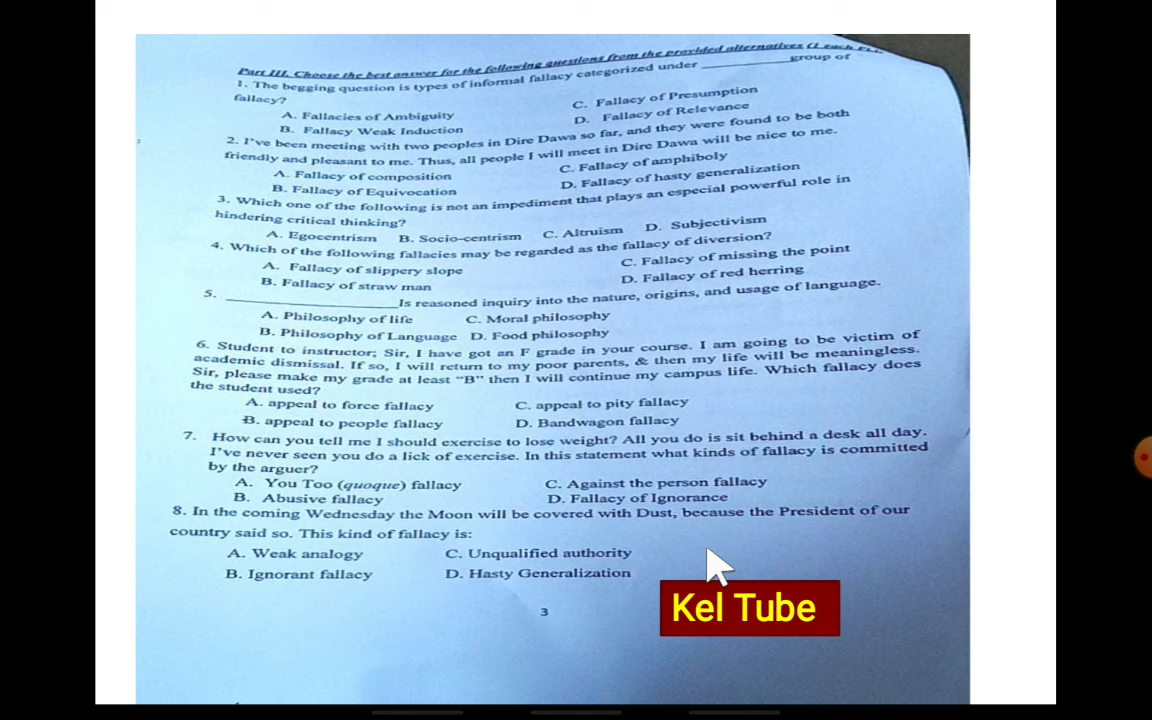 Part III. Choose the best answer for the following questions from the provided alternatives (1 each
1. The begging question is types of informal fallacy categorized under __________ group of
fallacy?
A. Fallacies of Ambiguity C. Fallacy of Presumption
B. Fallacy Weak Induction D. Fallacy of Relevance
2. I've been meeting with two peoples in Dire Dawa so far, and they were found to be both
friendly and pleasant to me. Thus, all people I will meet in Dire Dawa will be nice to me.
A. Fallacy of composition C. Fallacy of amphiboly
B. Fallacy of Equivocation D. Fallacy of hasty generalization
3. Which one of the following is not an impediment that plays an especial powerful role in
hindering critical thinking?
A. Egocentrism B. Socio-centrism C. Altruism D. Subjectivism
4. Which of the following fallacies may be regarded as the fallacy of diversion?
A. Fallacy of slippery slope C. Fallacy of missing the point
B. Fallacy of straw man D. Fallacy of red herring
5. ____________________Is reasoned inquiry into the nature, origins, and usage of language.
A. Philosophy of life C. Moral philosophy
B. Philosophy of Language D. Food philosophy
6. Student to instructor; Sir, I have got an F grade in your course. I am going to be victim of
academic dismissal. If so, I will return to my poor parents, & then my life will be meaningless.
Sir, please make my grade at least “B” then I will continue my campus life. Which fallacy does
the student used?
A. appeal to force fallacy C. appeal to pity fallacy
B. appeal to people fallacy D. Bandwagon fallacy
7. How can you tell me I should exercise to lose weight? All you do is sit behind a desk all day.
I've never seen you do a lick of exercise. In this statement what kinds of fallacy is committed
by the arguer?
A. You Too (quoque) fallacy C. Against the person fallacy
B. Abusive fallacy D. Fallacy of Ignorance
8. In the coming Wednesday the Moon will be covered with Dust, because the President of our
country said so. This kind of fallacy is:
A. Weak analogy C. Unqualified authority
B. Ignorant fallacy D. Hasty Generalization
3
Kel Tube